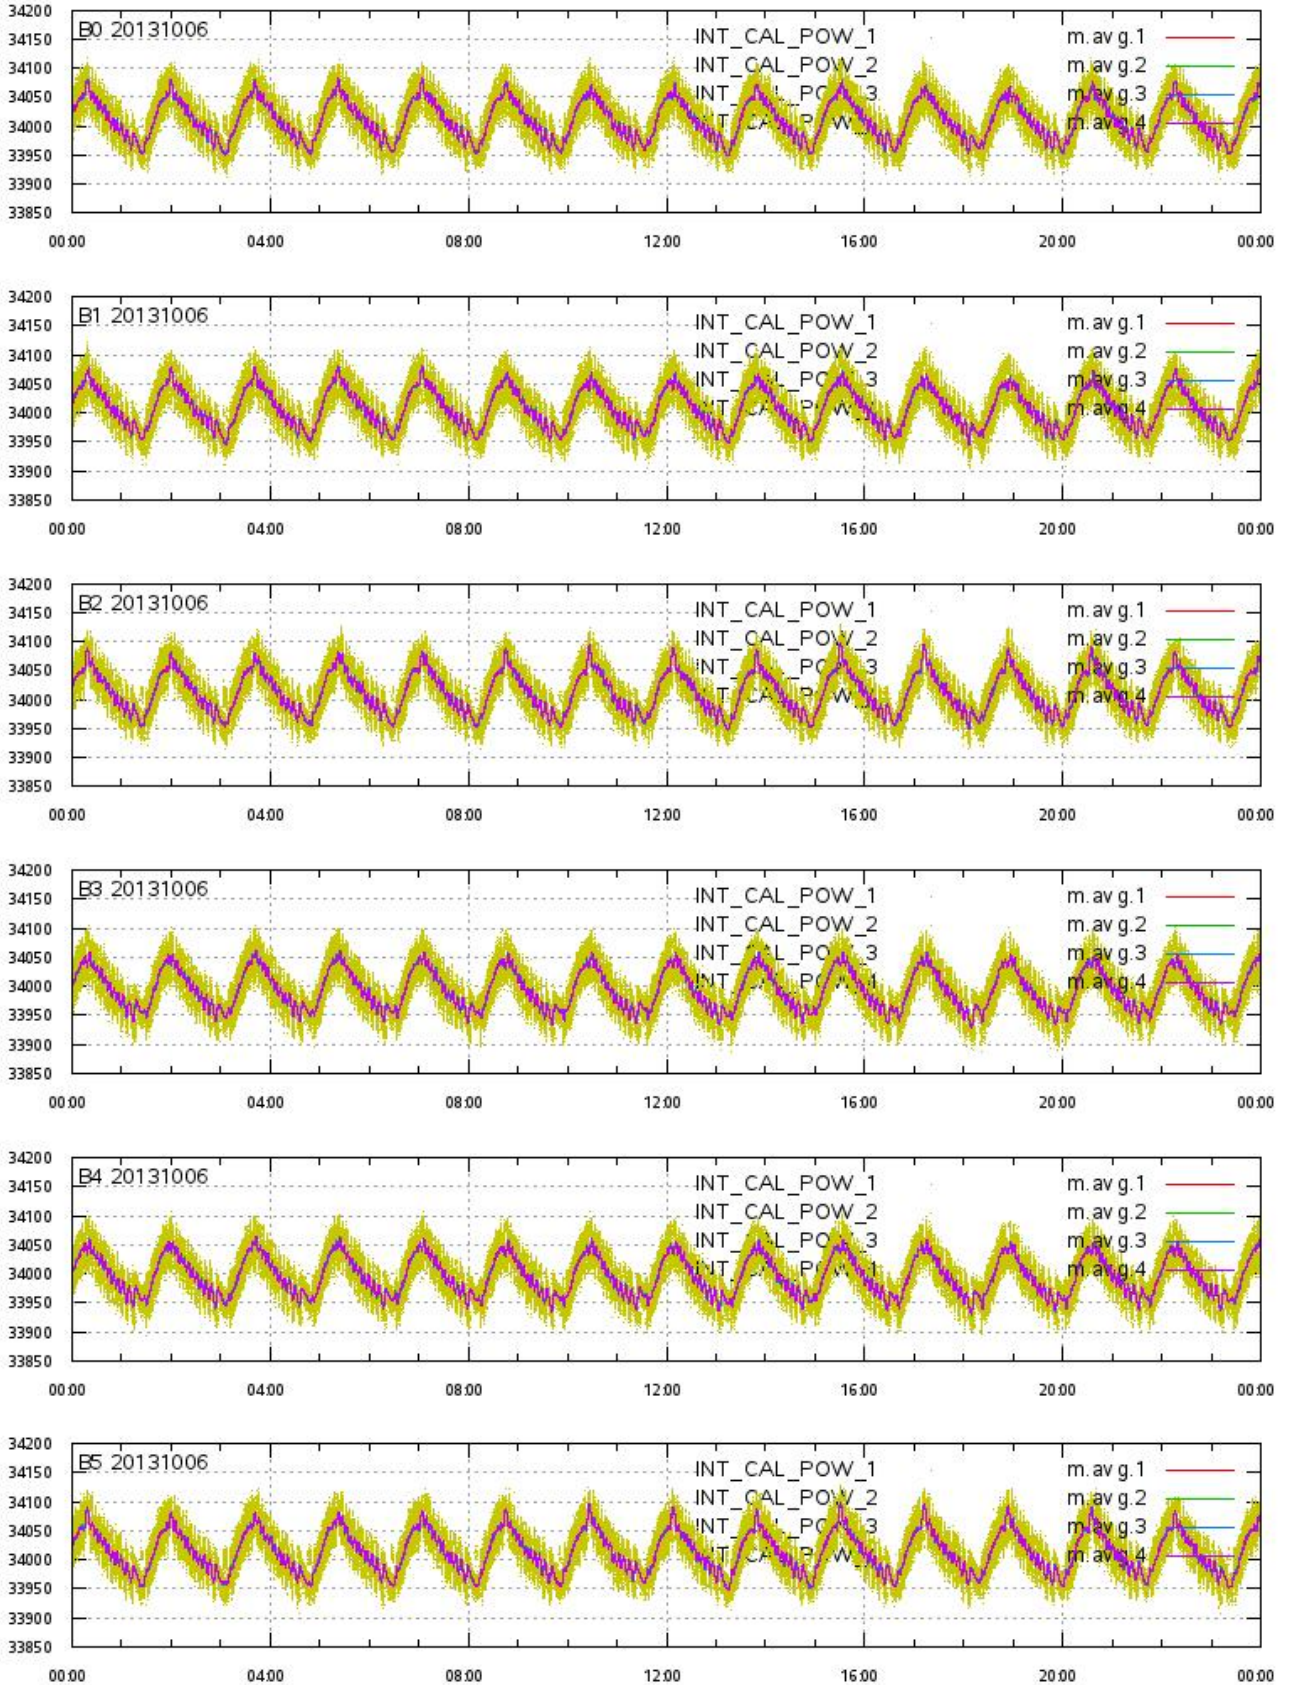 34200
B0 20131006 INT_CAL_POW_1 m.avg.1
34150
34100 INT_CAL_POW_2 m.avg.2
34050 INT_CAL_POW_3 m.avg.3
34000 m.avg.4
33950
33900
33850
00:00 04:00 08:00 12:00 16:00 20:00 00:00
34200
B1 20131006 INT_CAL_POW_1 m.avg.1
34150
34100 INT_CAL_POW_2 m.avg.2
34050 INT_CAL_POW_3 m.avg.3
34000 m.avg.4
33950
33900
33850
00:00 04:00 08:00 12:00 16:00 20:00 00:00
34200
B2 20131006 INT_CAL_POW_1 m.avg.1
34150
34100 INT_CAL_POW_2 m.avg.2
34050 INT_CAL_POW_3 m.avg.3
34000 m.avg.4
33950
33900
33850
00:00 04:00 08:00 12:00 16:00 20:00 00:00
34200
B3 20131006 INT_CAL_POW_1 m.avg.1
34150
34100 INT_CAL_POW_2 m.avg.2
34050 INT_CAL_POW_3 m.avg.3
34000 m.avg.4
33950
33900
33850
00:00 04:00 08:00 12:00 16:00 20:00 00:00
34200
B4 20131006 INT_CAL_POW_1 m.avg.1
34150
34100 INT_CAL_POW_2 m.avg.2
34050 INT_CAL_POW_3 m.avg.3
34000 m.avg.4
33950
33900
33850
00:00 04:00 08:00 12:00 16:00 20:00 00:00
34200
B5 20131006 INT_CAL_POW_1 m.avg.1
34150
34100 INT_CAL_POW_2 m.avg.2
34050 INT_CAL_POW_3 m.avg.3
34000 m.avg.4
33950
33900
33850
00:00 04:00 08:00 12:00 16:00 20:00 00:00